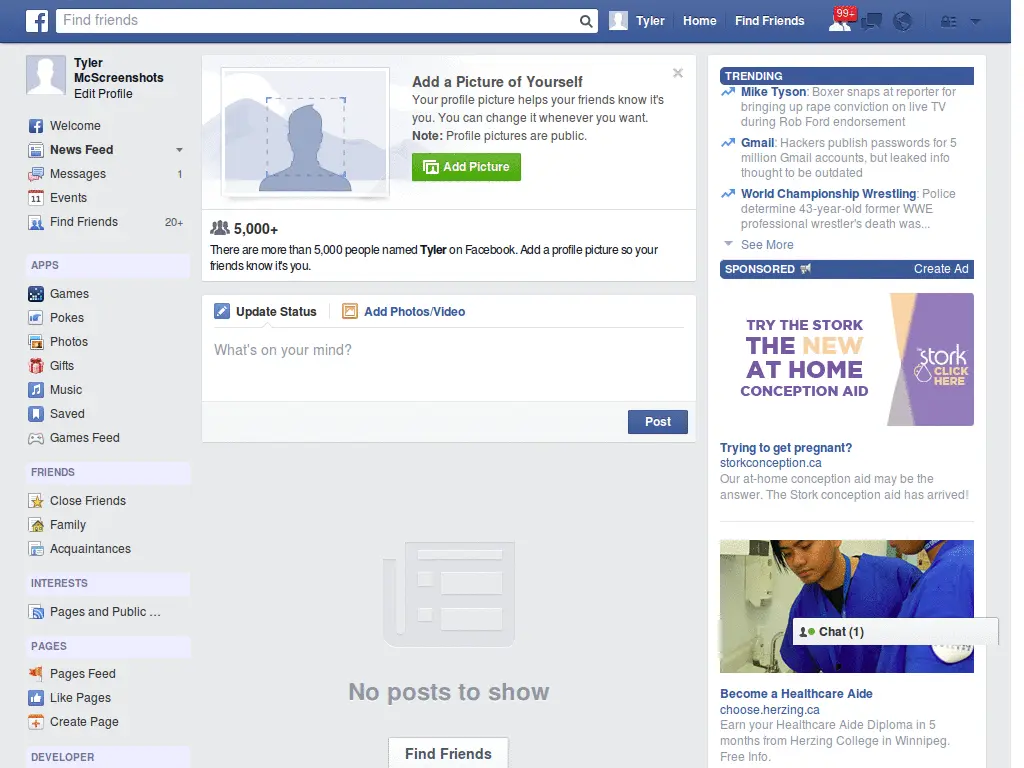 f
Find friends
Tyler
Home
Find Friends
99+
Tyler
McScreenshots
Edit Profile
Welcome
News Feed
Messages
1
11
Events
Find Friends
20+
APPS
Games
Pokes
Photos
Gifts
Music
Saved
Games Feed
FRIENDS
Close Friends
Family
Acquaintances
INTERESTS
Pages and Public ...
PAGES
Pages Feed
Like Pages
Create Page
DEVELOPER
Add a Picture of Yourself
Your profile picture helps your friends know it's
you. You can change it whenever you want.
Note: Profile pictures are public.
Add Picture
5,000+
There are more than 5,000 people named Tyler on Facebook. Add a profile picture so your
friends know it's you.
Update Status
Add Photos/Video
What's on your mind?
Post
No posts to show
Find Friends
TRENDING
Mike Tyson: Boxer snaps at reporter for
bringing up rape conviction on live TV
during Rob Ford endorsement
Gmail: Hackers publish passwords for 5
million Gmail accounts, but leaked info
thought to be outdated
World Championship Wrestling: Police
determine 43-year-old former WWE
professional wrestler's death was...
See More
SPONSORED
Create Ad
TRY THE STORK
THE NEW
AT HOME
CONCEPTION AID
stork
CLICK
HERE
Trying to get pregnant?
storkconception.ca
Our at-home conception aid may be the
answer. The Stork conception aid has arrived!
Chat (1)
Become a Healthcare Aide
choose.herzing.ca
Earn your Healthcare Aide Diploma in 5
months from Herzing College in Winnipeg.
Free Info.